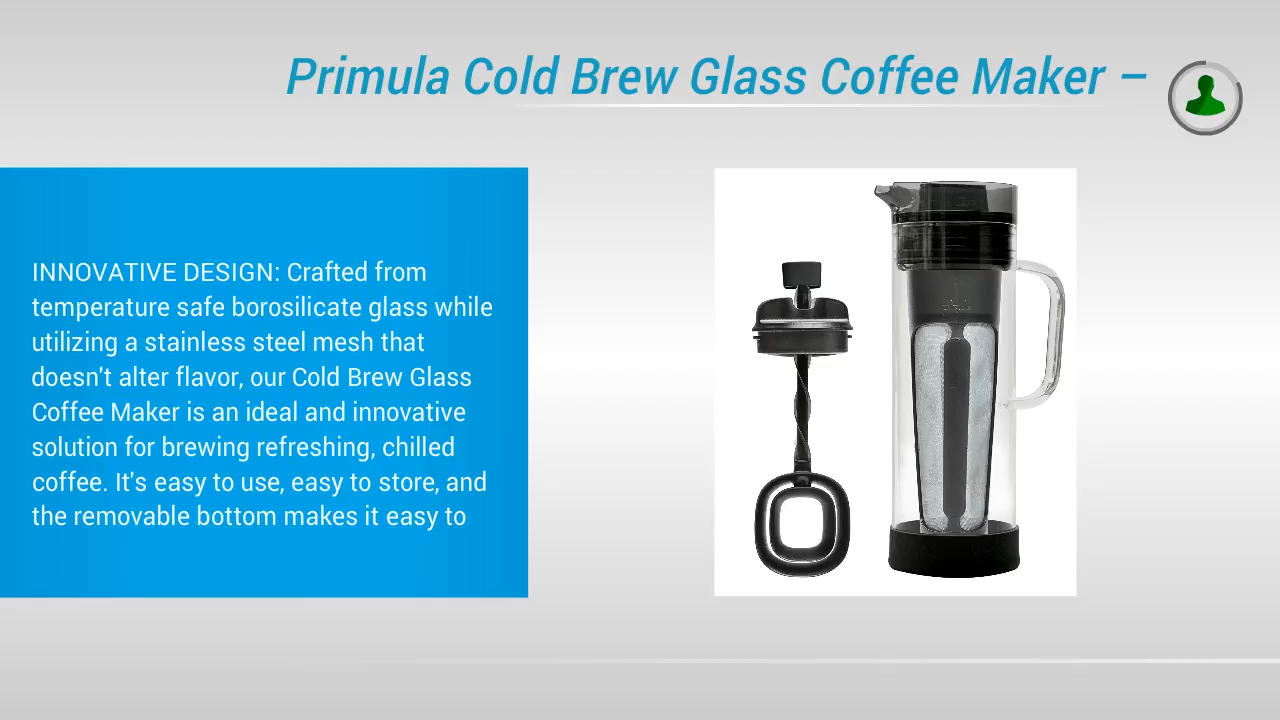 Primula Cold Brew Glass Coffee Maker –
INNOVATIVE DESIGN: Crafted from
temperature safe borosilicate glass while
utilizing a stainless steel mesh that
doesn't alter flavor, our Cold Brew Glass
Coffee Maker is an ideal and innovative
solution for brewing refreshing, chilled
coffee. It's easy to use, easy to store, and
the removable bottom makes it easy to